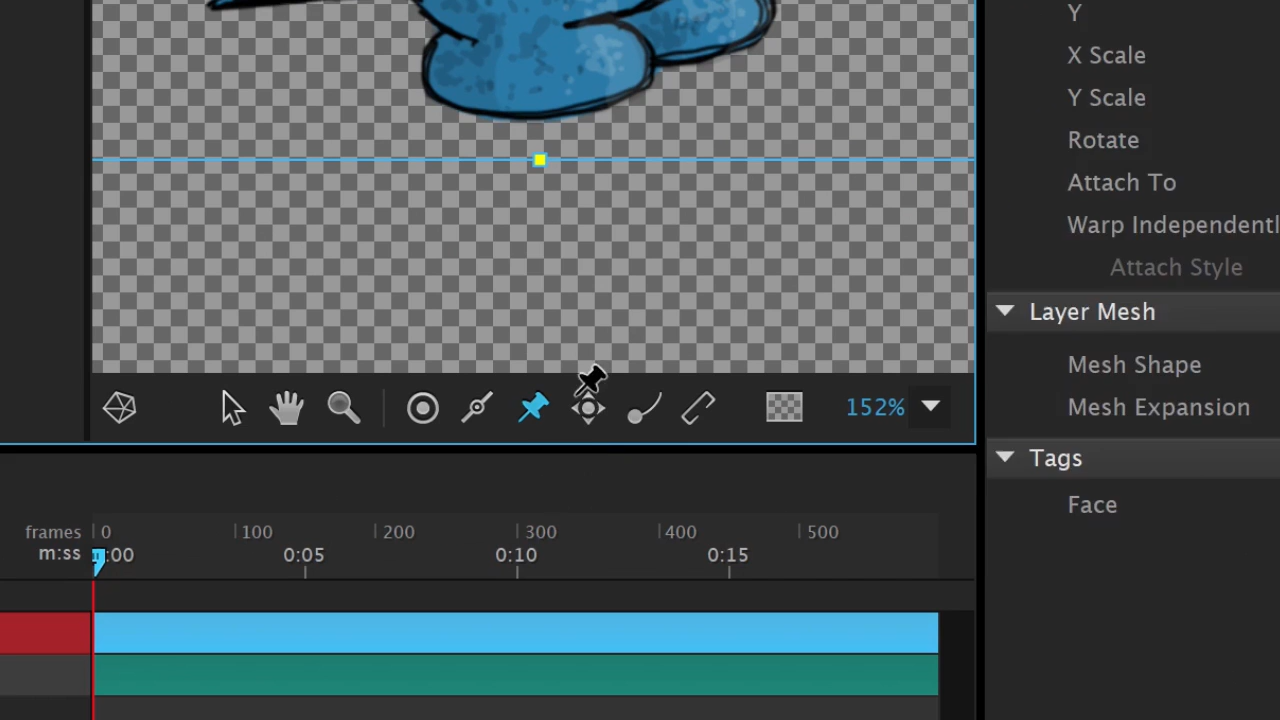 Y
X Scale
Y Scale
Rotate
Attach To
Warp Independentl
Attach Style
Layer Mesh
Mesh Shape
Mesh Expansion
152%
Tags
Face
frames 0 100 200 300 400 500
m:ss :00 0:05 0:10 0:15